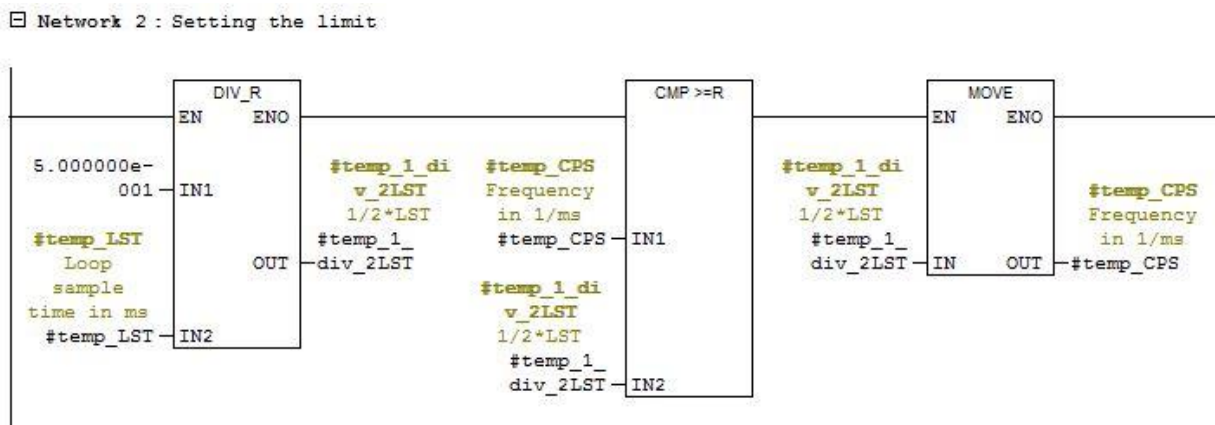 Network 2 : Setting the limit
DIV_R
EN ENO
5.000000e-
001 IN1
#temp_LST
Loop
sample
time in ms
#temp_LST IN2
OUT
#temp_1_di
v_2LST
1/2*LST
#temp_1_
div_2LST
CMP >=R
#temp_CPS
Frequency
in 1/ms
#temp_CPS IN1
#temp_1_di
v_2LST
1/2*LST
#temp_1_
div_2LST IN2
MOVE
EN ENO
#temp_1_di
v_2LST
1/2*LST
#temp_1_
div_2LST IN
OUT
#temp_CPS
Frequency
in 1/ms
#temp_CPS